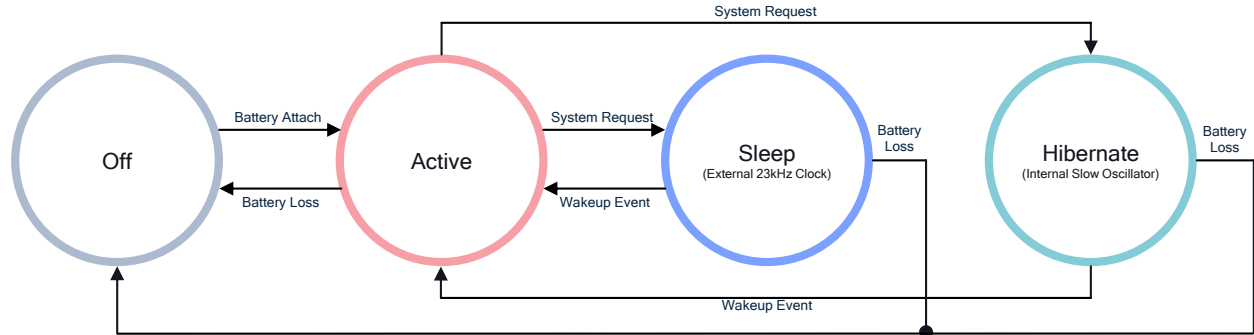 System Request
Off
Battery Attach
Battery Loss
Active
System Request
Wakeup Event
Sleep
(External 23kHz Clock)
Battery
Loss
Hibernate
(Internal Slow Oscillator)
Battery
Loss
Wakeup Event